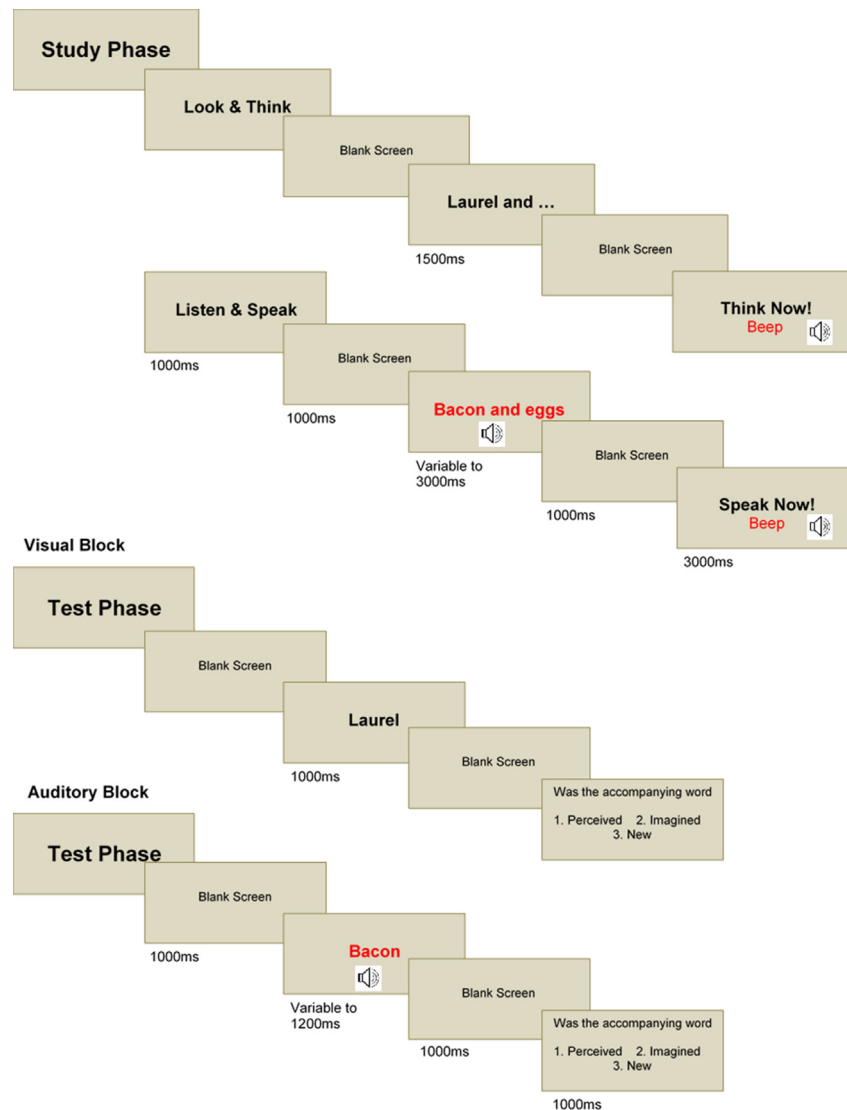 Study Phase
Look & Think
Blank Screen
Laurel and ...
1500ms
Blank Screen
Think Now!
Beep
Listen & Speak
1000ms
Blank Screen
1000ms
Bacon and eggs
Variable to
3000ms
Blank Screen
1000ms
Speak Now!
Beep
3000ms
Visual Block
Test Phase
Blank Screen
Laurel
1000ms
Blank Screen
Was the accompanying word
1. Perceived 2. Imagined
3. New
Auditory Block
Test Phase
Blank Screen
1000ms
Bacon
Variable to
1200ms
Blank Screen
1000ms
Was the accompanying word
1. Perceived 2. Imagined
3. New
1000ms